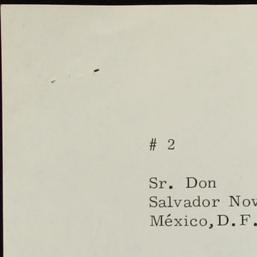 # 2
Sr. Don
Salvador Nov
México, D.F.